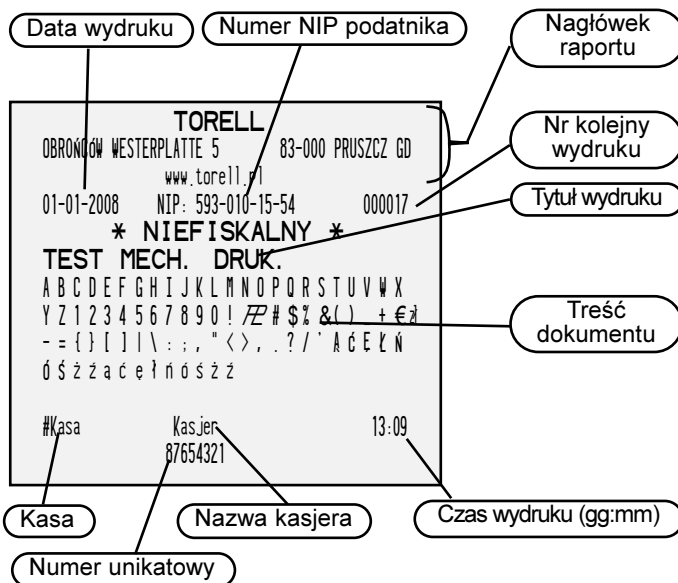 Data wydruku
Numer NIP podatnika
Nagłówek
raportu
TORELL
OBROŃCÓW WESTERPLATTE 5 83-000 PRUSZCZ GD
www.torell.pl
01-01-2008 NIP: 593-010-15-54 000017
Nr kolejny
wydruku
* NIEFISKALNY *
Tytuł wydruku
TEST MECH. DRUK.
A B C D E F G H I J K L M N O P Q R S T U V W X
Y Z 1 2 3 4 5 6 7 8 9 0 ! # $ % & ( ) + € zł
- = { } [ ] | \ : ; , " < > , . ? / ' Ą Ć Ę Ł Ń
Ó Ś ż ż ą ć ę ł ń ó ś ż ż
Treść
dokumentu
#Kasa Kasjer 13:09
87654321
Kasa
Nazwa kasjera
Czas wydruku (gg:mm)
Numer unikatowy